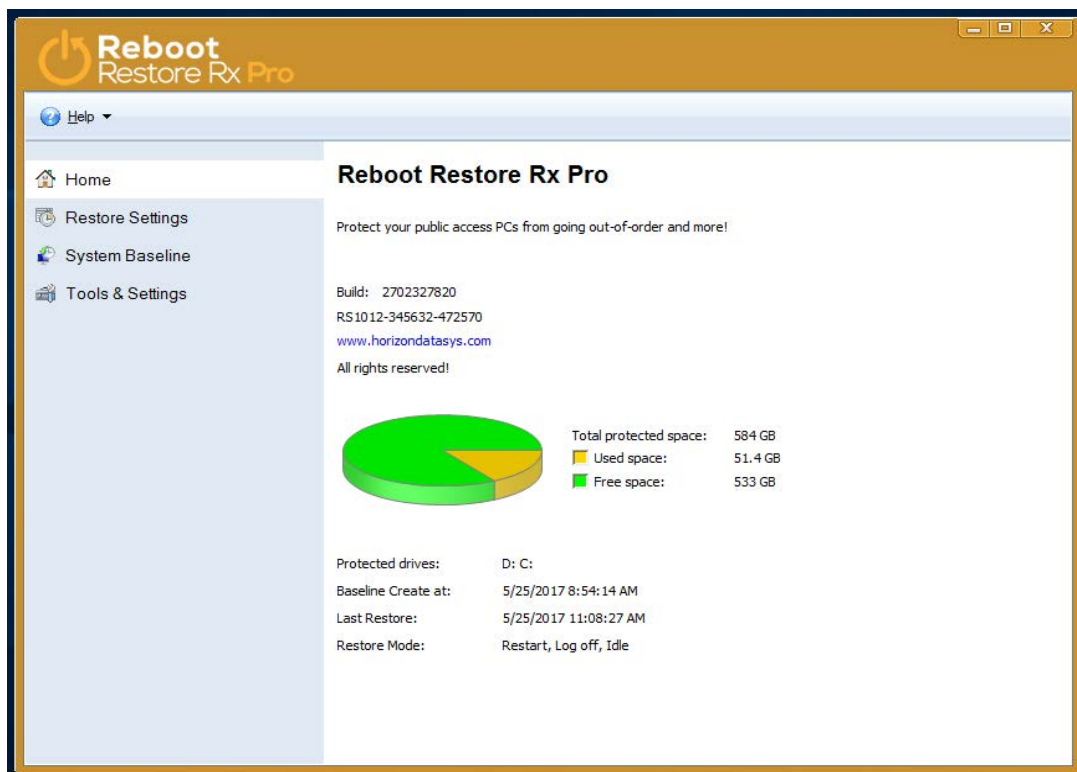 Reboot
Restore Rx Pro
Help
Home
Restore Settings
System Baseline
Tools & Settings
Reboot Restore Rx Pro
Protect your public access PCs from going out-of-order and more!
Build: 2702327820
RS1012-345632-472570
www.horizondatasys.com
All rights reserved!
Total protected space: 584 GB
Used space: 51.4 GB
Free space: 533 GB
Protected drives: D: C:
Baseline Create at: 5/25/2017 8:54:14 AM
Last Restore: 5/25/2017 11:08:27 AM
Restore Mode: Restart, Log off, Idle